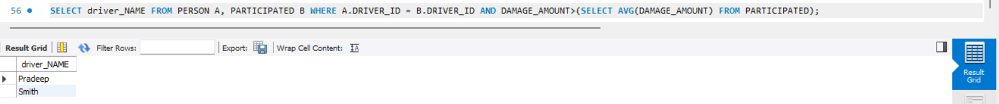 56 SELECT driver_NAME FROM PERSON A, PARTICIPATED B WHERE A.DRIVER_ID = B.DRIVER_ID AND DAMAGE_AMOUNT>(SELECT AVG(DAMAGE_AMOUNT) FROM PARTICIPATED);
Result Grid Filter Rows: Export: Wrap Cell Content: IA
driver_NAME
Pradeep
Smith
Result
Grid